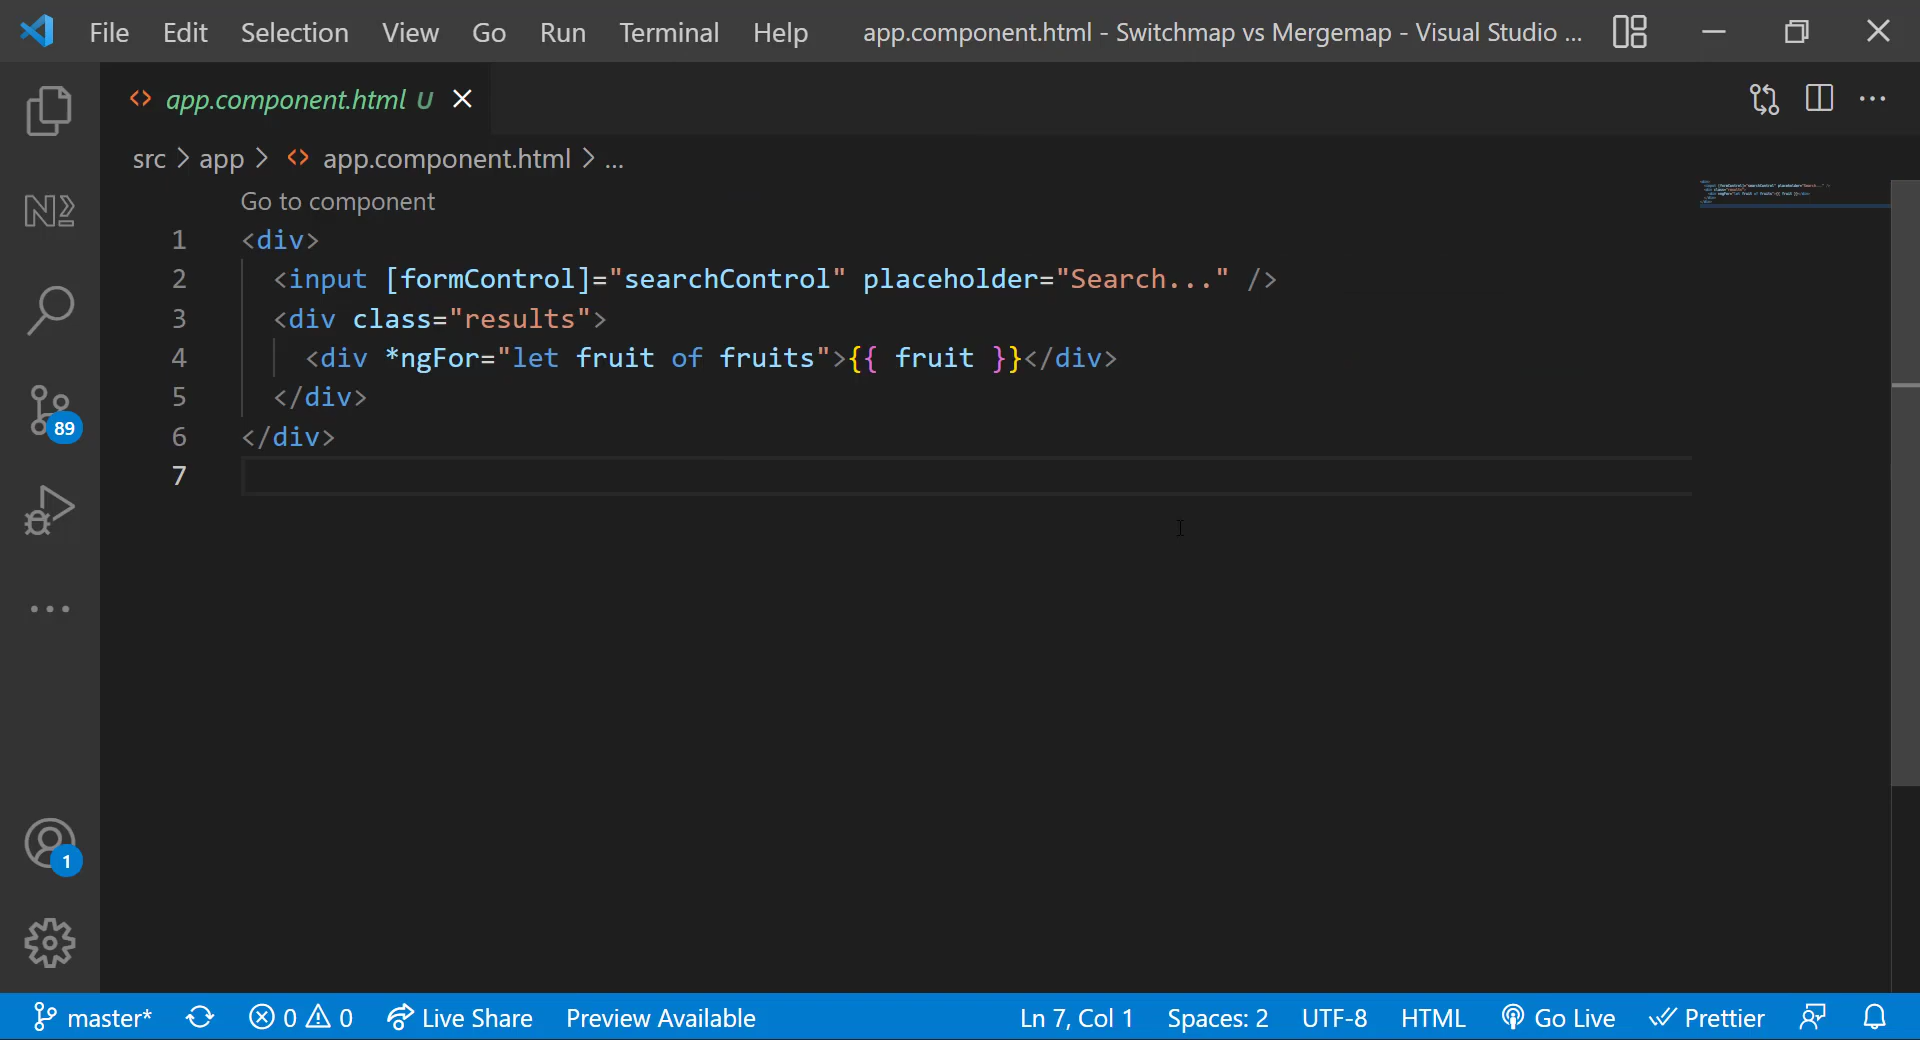 File Edit Selection View Go Run Terminal Help app.component.html - Switchmap vs Mergemap - Visual Studio ...
<> app.component.html U
src > app > <> app.component.html > ...
Go to component
1 <div>
2   <input [formControl]="searchControl" placeholder="Search..." />
3   <div class="results">
4     <div *ngFor="let fruit of fruits">{{ fruit }}</div>
5   </div>
6 </div>
7
89
1
master* 0 0 Live Share Preview Available Ln 7, Col 1 Spaces: 2 UTF-8 HTML Go Live Prettier